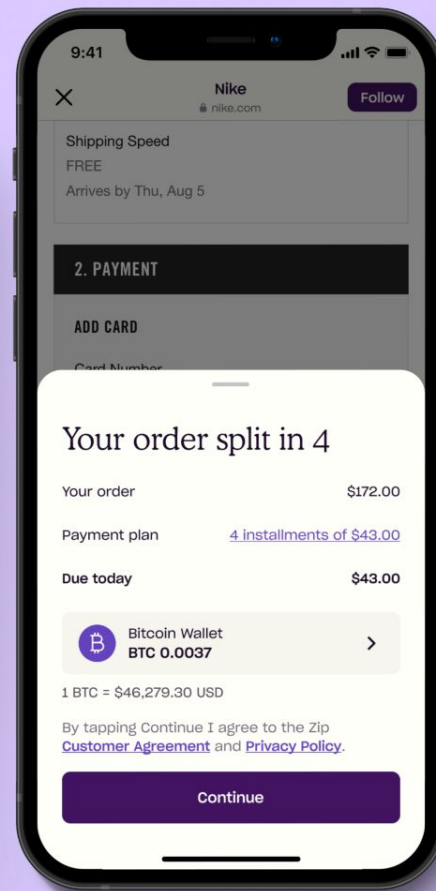 9:41
Nike
nike.com
Follow
Shipping Speed
FREE
Arrives by Thu, Aug 5
2. PAYMENT
ADD CARD
Card Number
Your order split in 4
Your order $172.00
Payment plan 4 installments of $43.00
Due today $43.00
Bitcoin Wallet
BTC 0.0037
1 BTC = $46,279.30 USD
By tapping Continue I agree to the Zip
Customer Agreement and Privacy Policy.
Continue